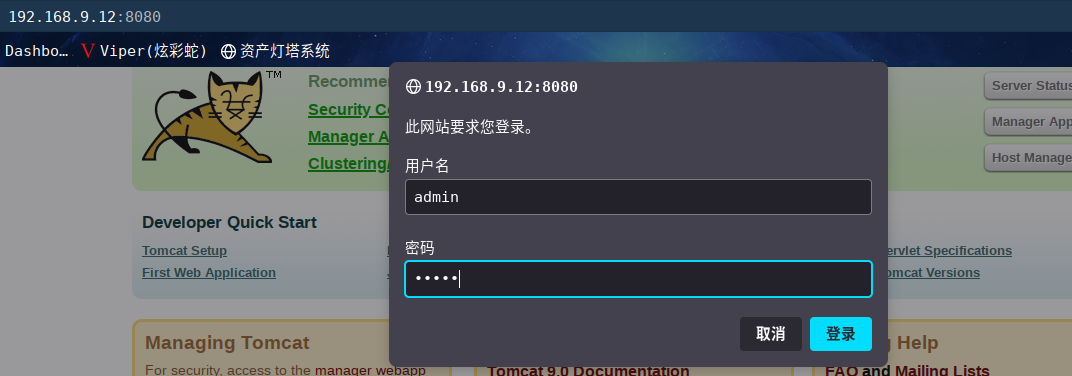 192.168.9.12:8080
Dashbo… Viper(炫彩蛇) 资产灯塔系统
192.168.9.12:8080
此网站要求您登录。
用户名
admin
密码
•••••
取消 登录
TM
Recomme
Security Co
Manager A
Clustering/
Server Status
Manager App
Host Manage
Developer Quick Start
Tomcat Setup
First Web Application
ervlet Specifications
omcat Versions
Managing Tomcat
For security, access to the manager webapp
Tomcat 9.0 Documentation
Help
FAQ and Mailing Lists